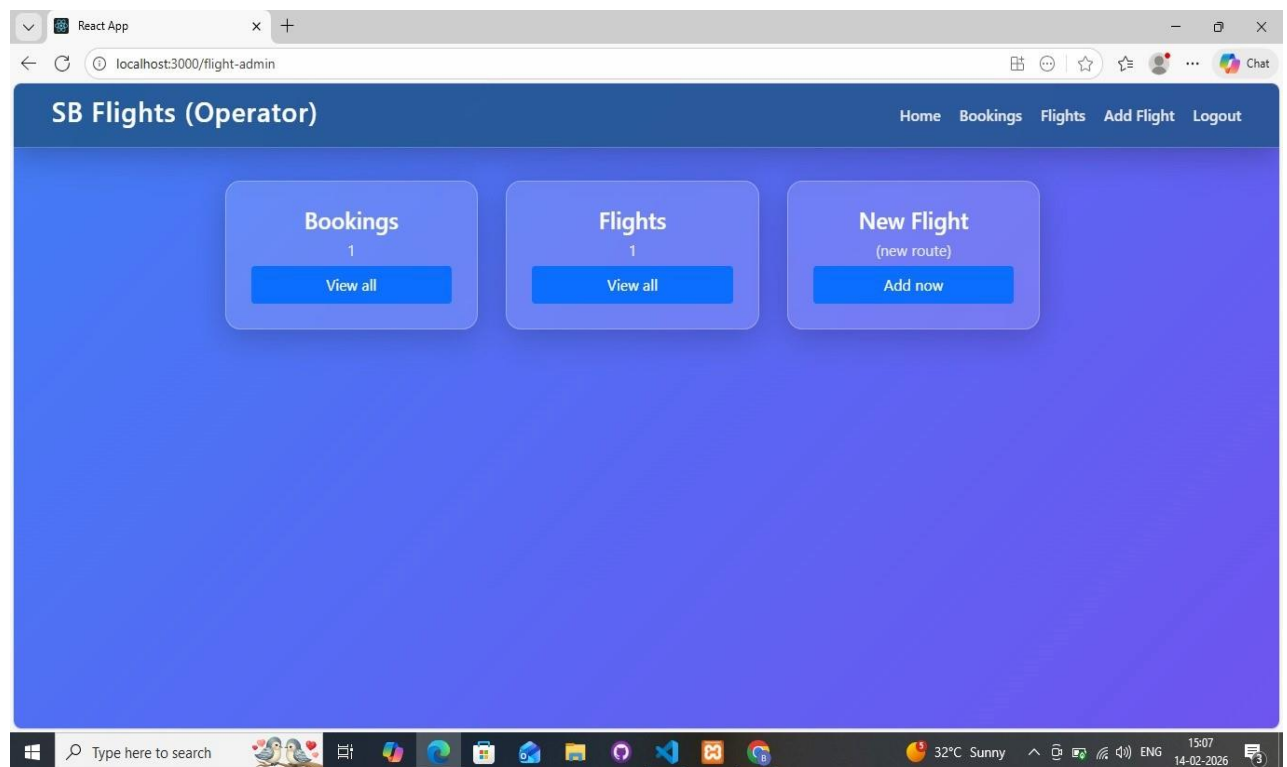 React App
localhost:3000/flight-admin
Chat
SB Flights (Operator)
Home Bookings Flights Add Flight Logout
Bookings
1
View all
Flights
1
View all
New Flight
(new route)
Add now
Type here to search
32°C Sunny
ENG
15:07
14-02-2026
3